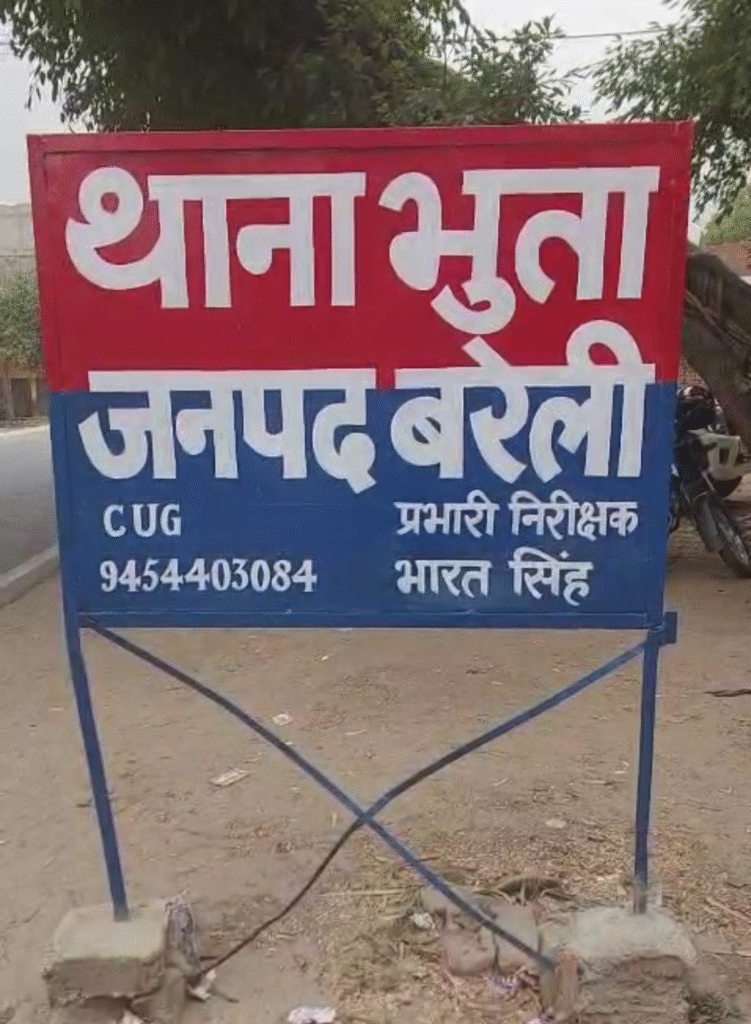 थाना भुता
जनपद बरेली
CUG प्रभारी निरीक्षक
9454403084 भारत सिंह